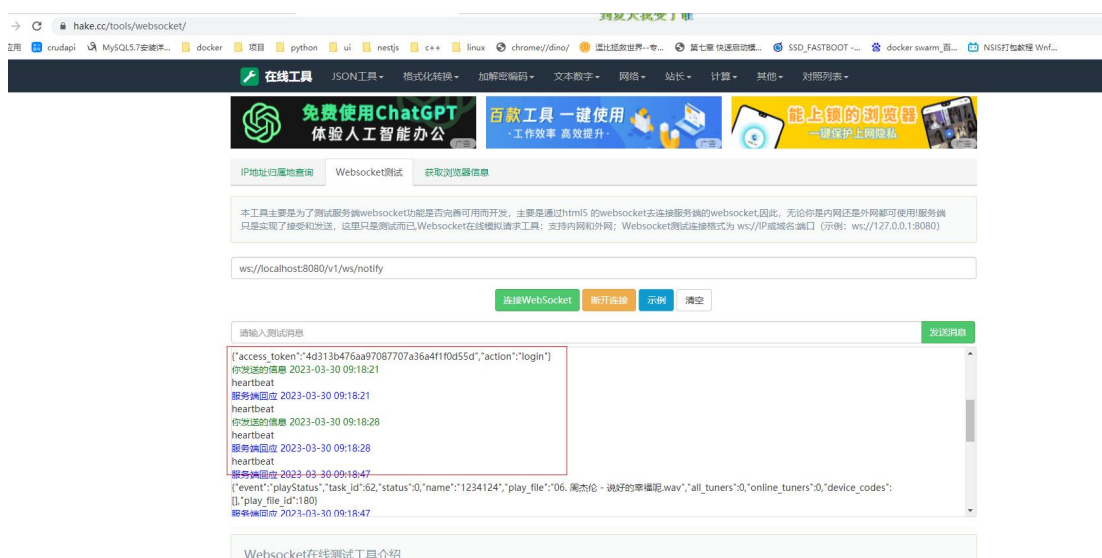 hake.cc/tools/websocket/
应用 crudapi MySQL5.7安装详... docker 项目 python ui nestjs c++ linux chrome://dino/ 逗比拯救世界--专... 第七章 快速启动模... SSD_FASTBOOT -... docker swarm_百... NSIS打包教程 Wnf...
在线工具 JSON工具 格式化转换 加解密编码 文本数字 网络 站长 计算 其他 对照列表
免费使用ChatGPT
体验人工智能办公
广告
百款工具 一键使用
·工作效率 高效提升·
广告
能上锁的浏览器
一键保护上网隐私
广告
IP地址归属地查询 Websocket测试 获取浏览器信息
本工具主要是为了测试服务端websocket功能是否完善可用而开发，主要是通过html5 的websocket去连接服务端的websocket,因此，无论你是内网还是外网都可使用!服务端
只是实现了接受和发送，这里只是测试而已,Websocket在线模拟请求工具；支持内网和外网；Websocket测试连接格式为 ws://IP或域名:端口（示例：ws://127.0.0.1:8080）
ws://localhost:8080/v1/ws/notify
连接WebSocket 断开连接 示例 清空
请输入测试消息 发送消息
{"access_token":"4d313b476aa97087707a36a4f1f0d55d","action":"login"}
你发送的信息 2023-03-30 09:18:21
heartbeat
服务端回应 2023-03-30 09:18:21
heartbeat
你发送的信息 2023-03-30 09:18:28
heartbeat
服务端回应 2023-03-30 09:18:28
heartbeat
服务端回应 2023-03-30 09:18:47
{"event":"playStatus","task_id":62,"status":0,"name":"1234124","play_file":"06. 周杰伦 - 说好的幸福呢.wav","all_tuners":0,"online_tuners":0,"device_codes":
[],"play_file_id":180}
服务端回应 2023-03-30 09:18:47
Websocket在线测试工具介绍